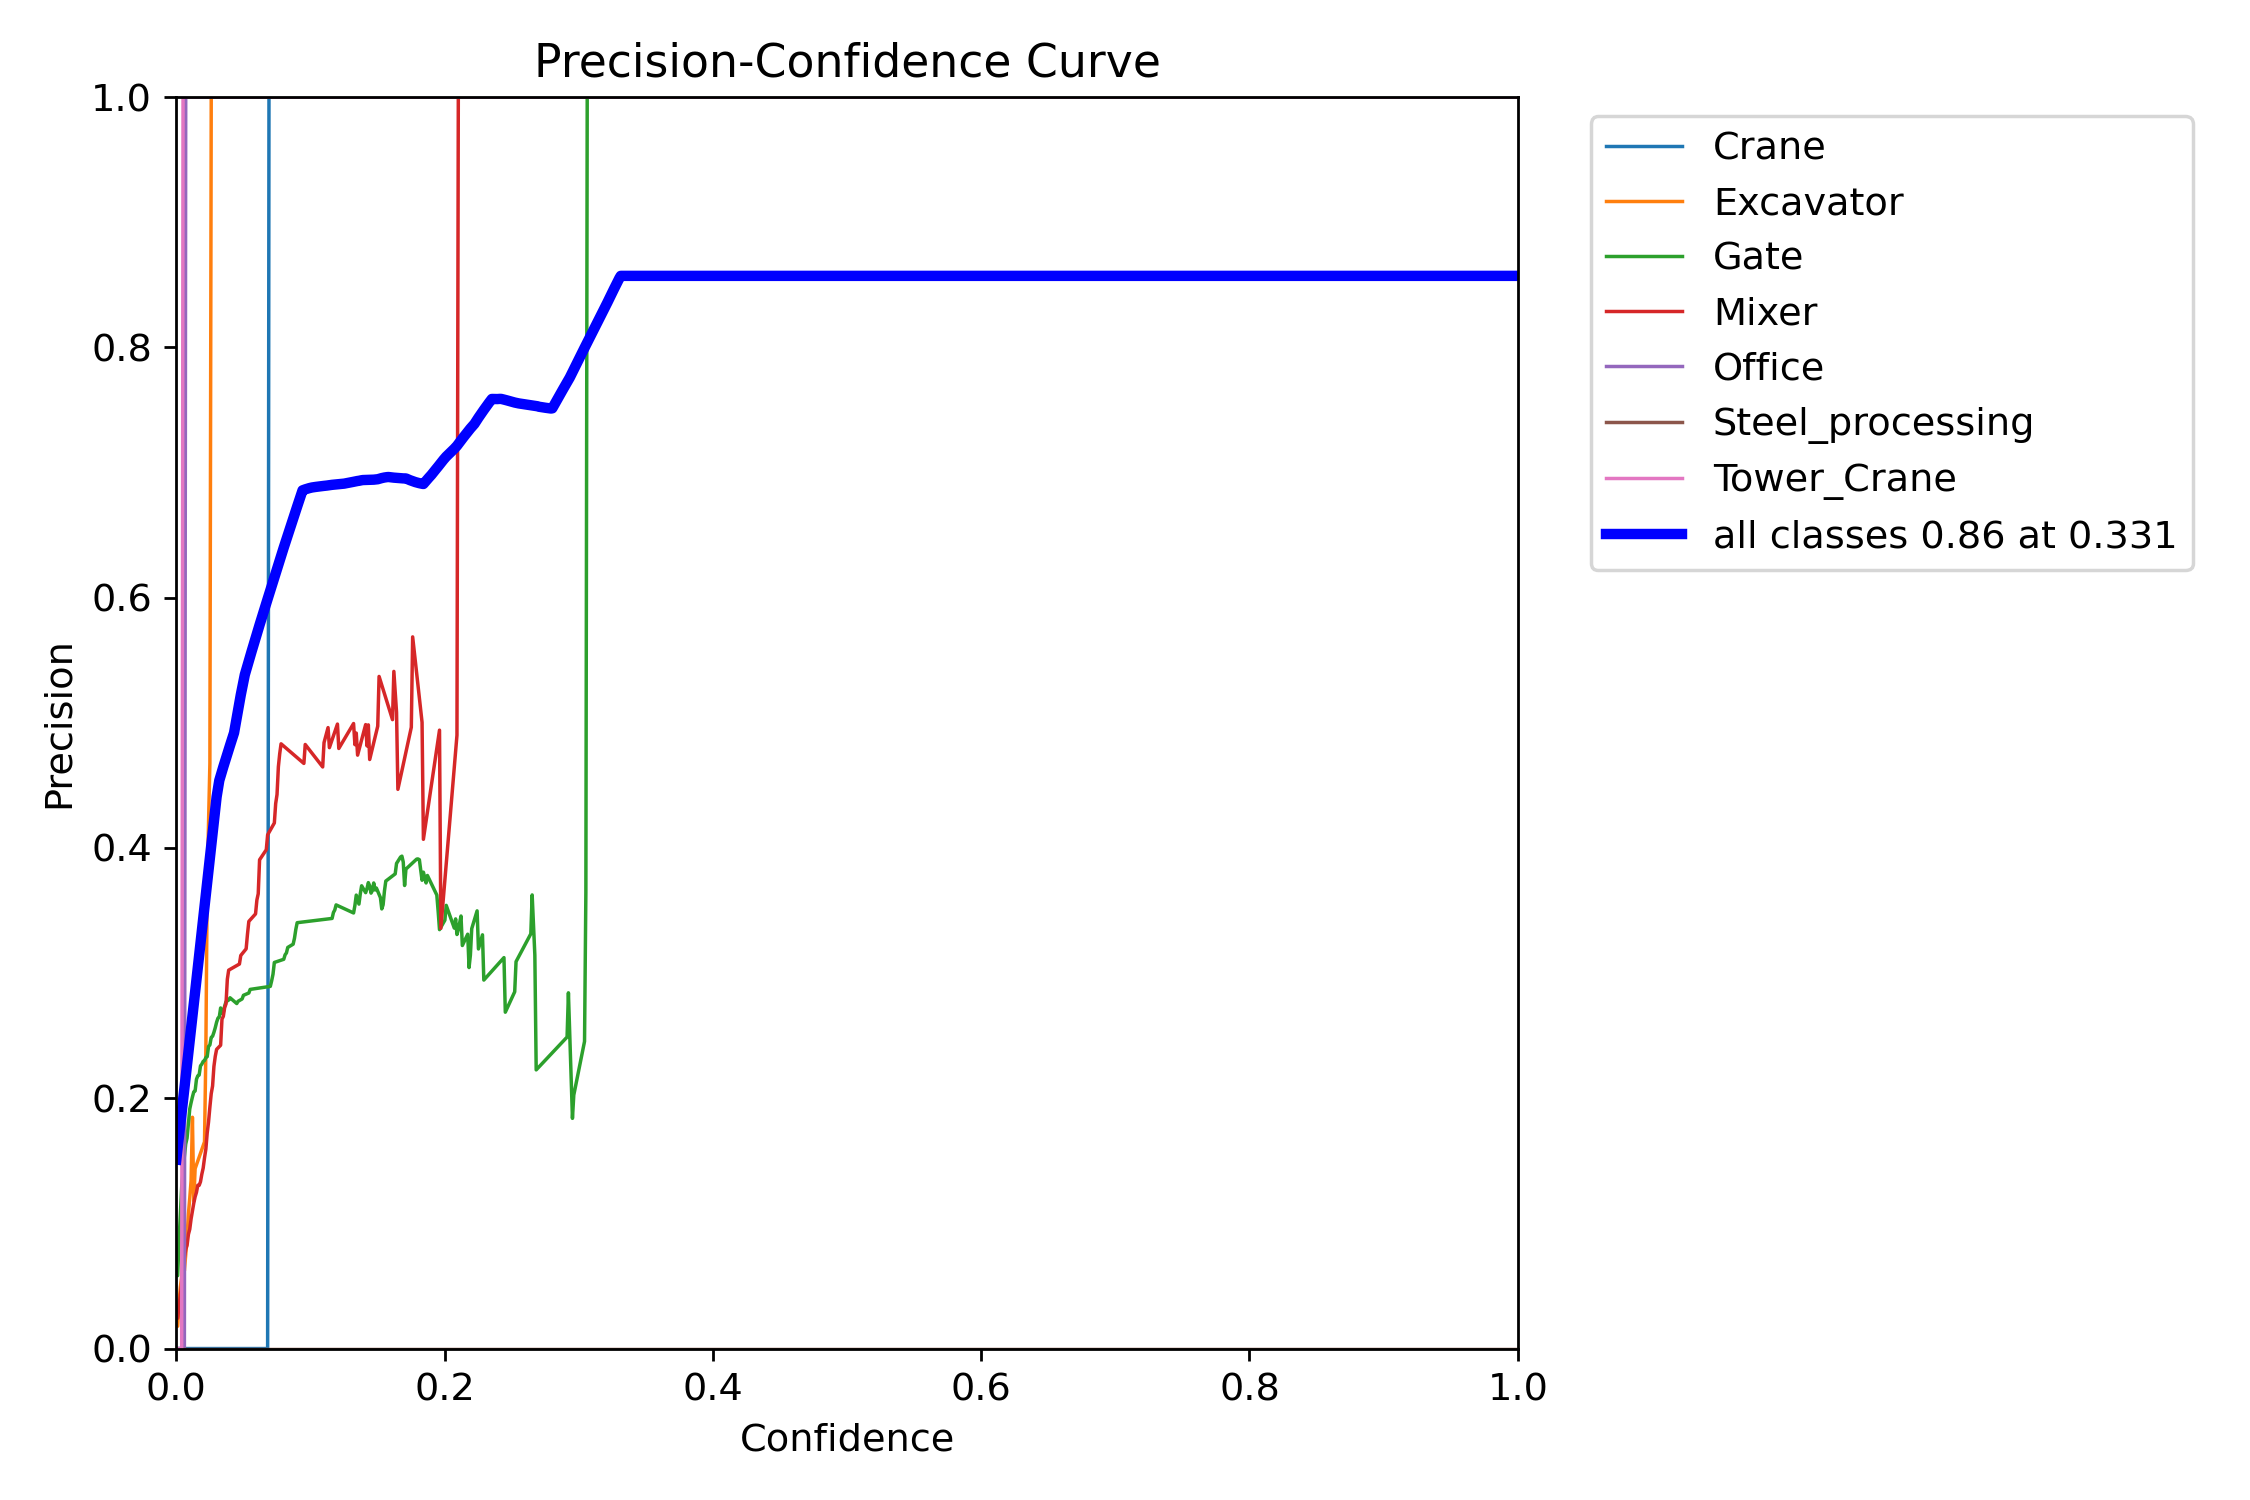 Precision-Confidence Curve
1.0
0.8
0.6
0.4
0.2
0.0
Precision
0.0 0.2 0.4 0.6 0.8 1.0
Confidence
Crane
Excavator
Gate
Mixer
Office
Steel_processing
Tower_Crane
all classes 0.86 at 0.331